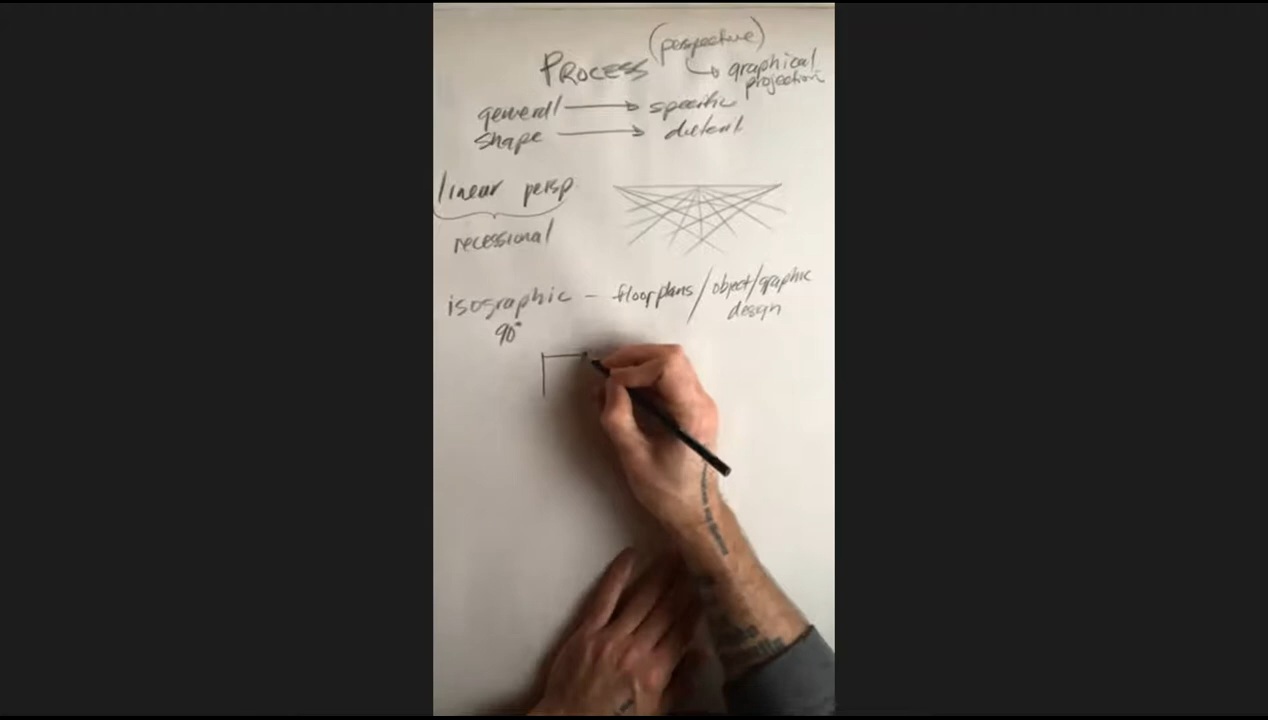 (perspective)
PROCESS
graphical
projection
general → specific
shape → detail
linear persp.
recessional
isographic - floorplans / object/graphic
design
90°